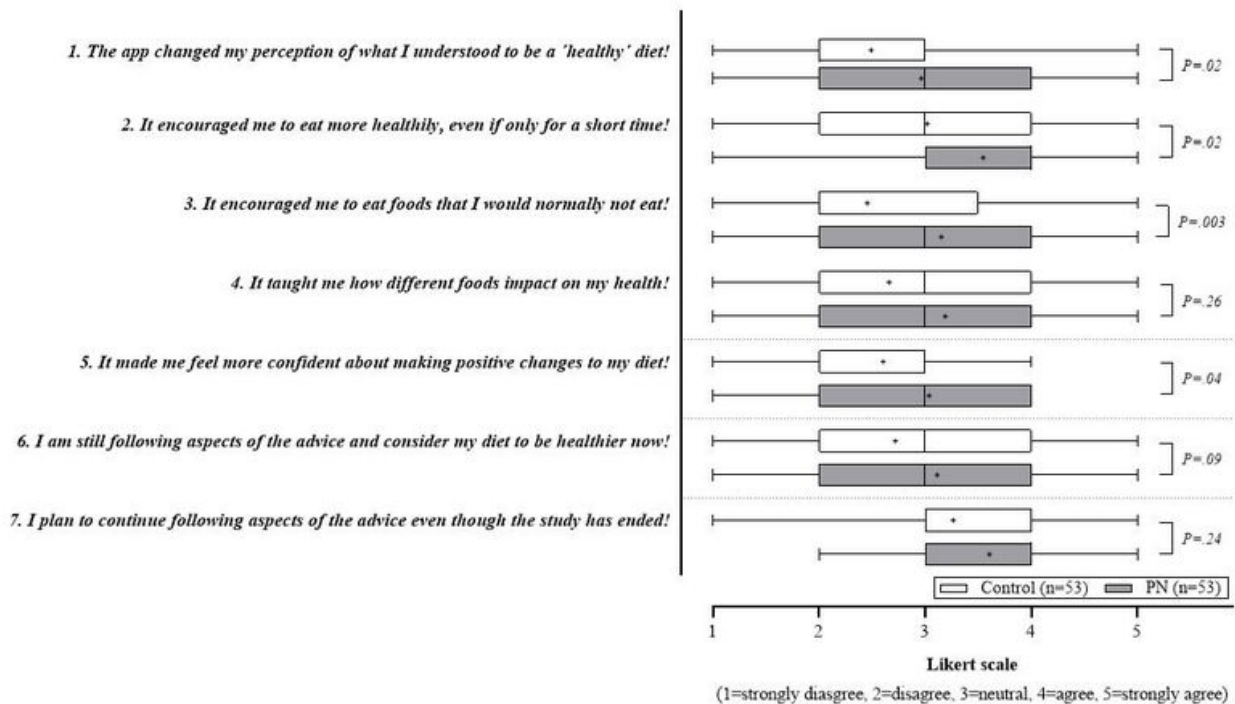 1. The app changed my perception of what I understood to be a ´healthy´ diet!
P=.02
2. It encouraged me to eat more healthily, even if only for a short time!
P=.02
3. It encouraged me to eat foods that I would normally not eat!
P=.003
4. It taught me how different foods impact on my health!
P=.26
5. It made me feel more confident about making positive changes to my diet!
P=.04
6. I am still following aspects of the advice and consider my diet to be healthier now!
P=.09
7. I plan to continue following aspects of the advice even though the study has ended!
P=.24
Control (n=53) PN (n=53)
1 2 3 4 5
Likert scale
(1=strongly diasgree, 2=disagree, 3=neutral, 4=agree, 5=strongly agree)